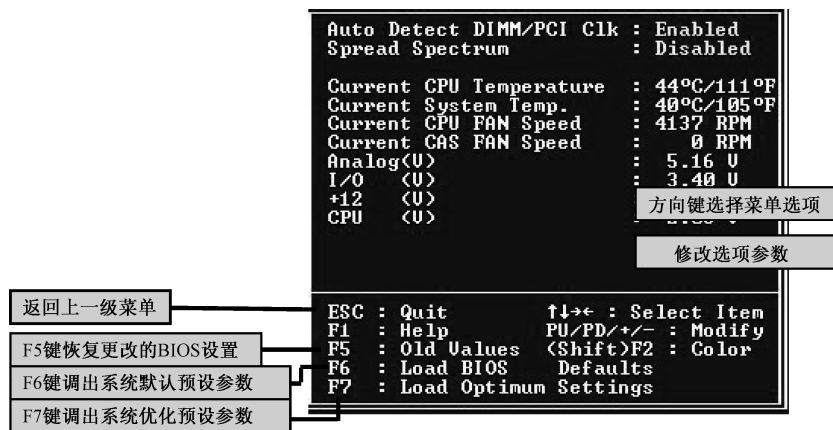 Auto Detect DIMM/PCI Clk : Enabled
Spread Spectrum : Disabled
Current CPU Temperature : 44ºC/111ºF
Current System Temp. : 40ºC/105ºF
Current CPU FAN Speed : 4137 RPM
Current CAS FAN Speed : 0 RPM
Analog(V) : 5.16 V
I/O (V) : 3.40 V
+12 (V)
CPU (V) :
方向键选择菜单选项
修改选项参数
返回上一级菜单
ESC : Quit ↑↓→← : Select Item
F1 : Help PU/PD/+/- : Modify
F5键恢复更改的BIOS设置
F5 : Old Values (Shift)F2 : Color
F6键调出系统默认预设参数
F6 : Load BIOS Defaults
F7键调出系统优化预设参数
F7 : Load Optimum Settings